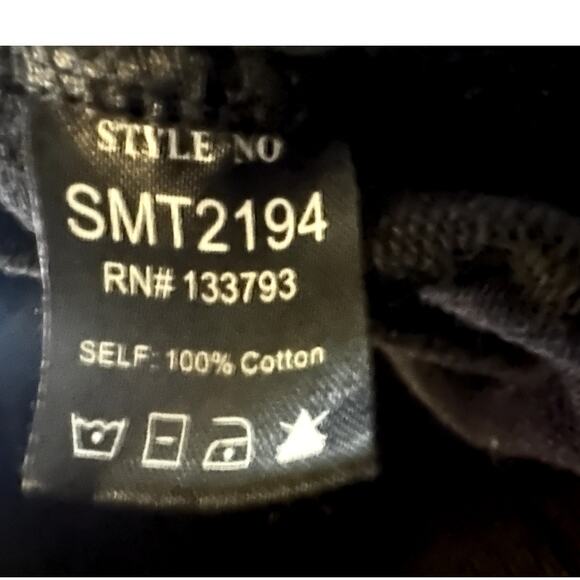 STYLE NO
SMT2194
RN# 133793
SELF: 100% Cotton